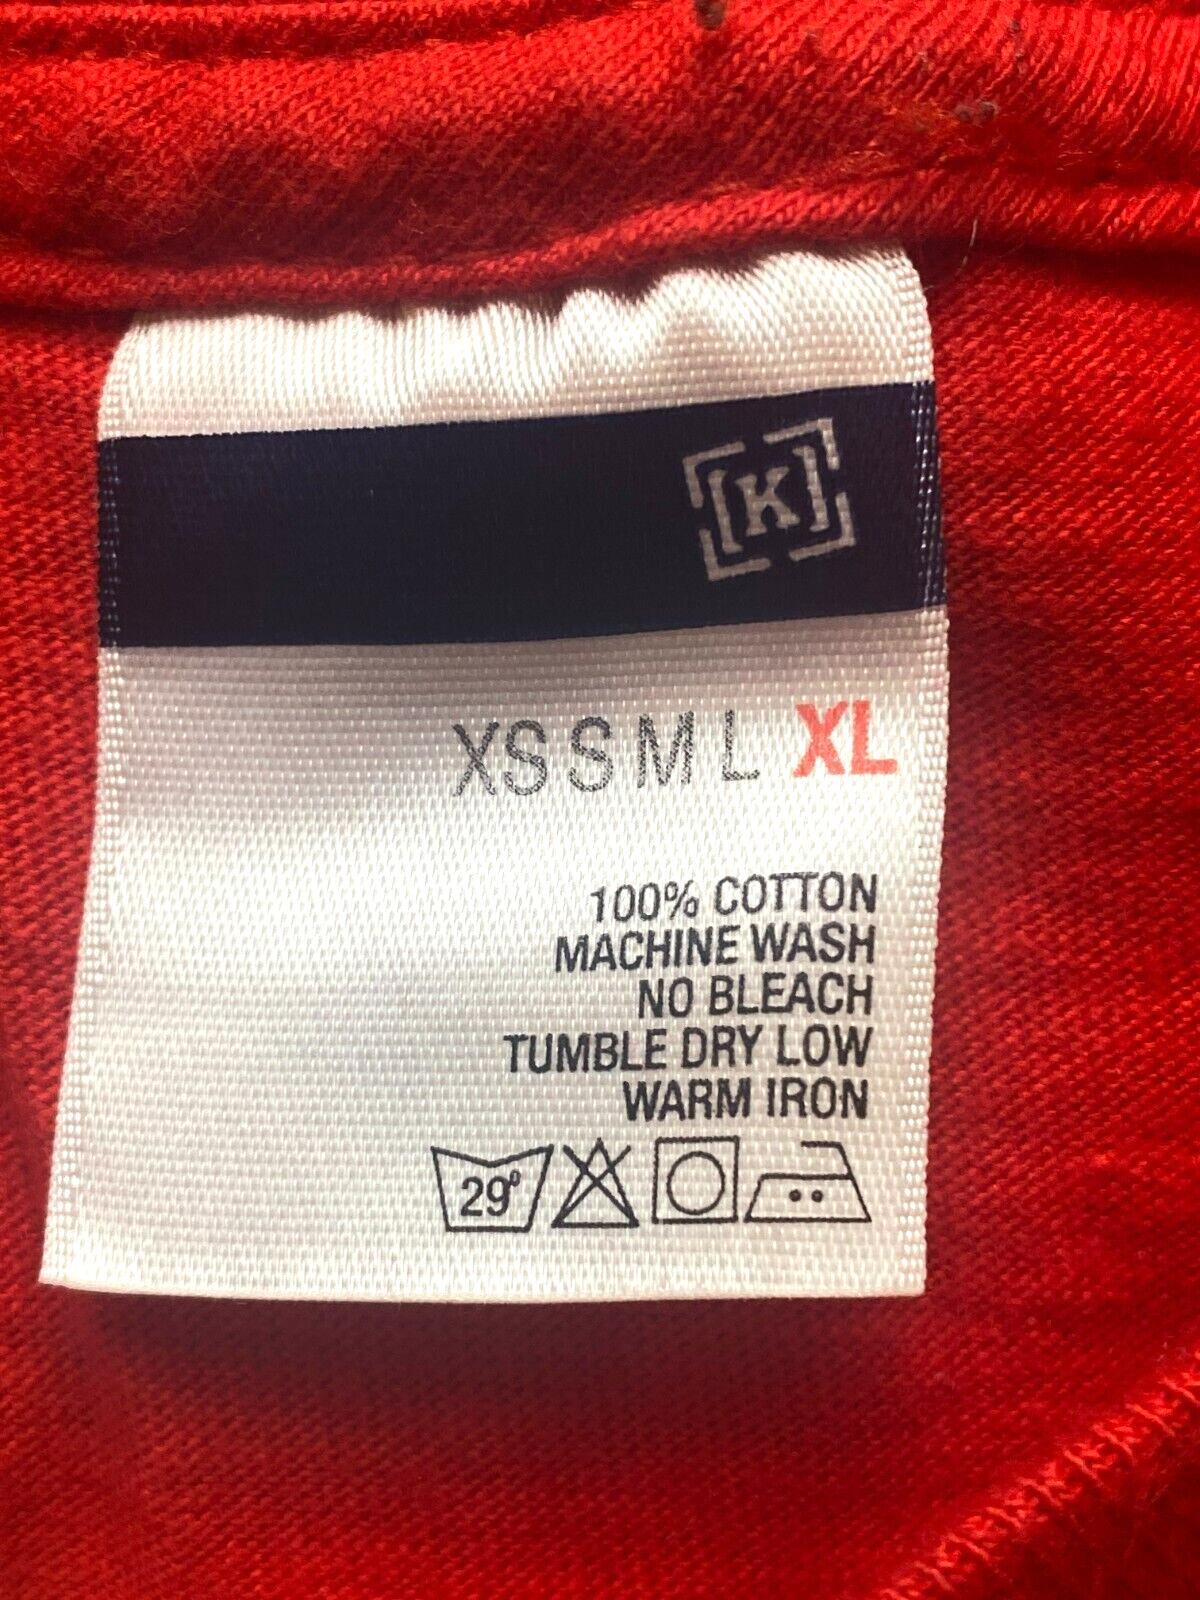 [K]
XS S M L XL
100% COTTON
MACHINE WASH
NO BLEACH
TUMBLE DRY LOW
WARM IRON
29°